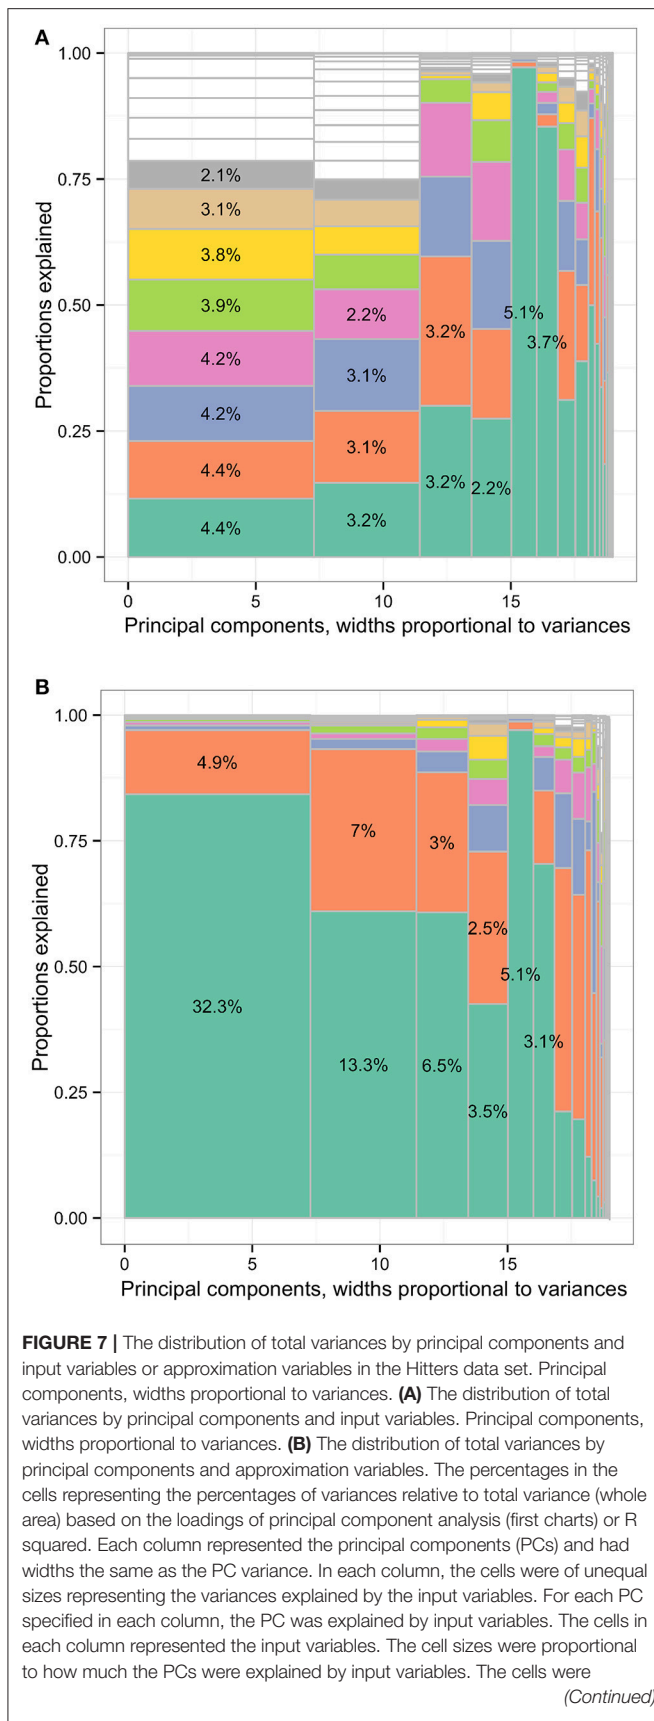 A
1.00
0.75
0.50
0.25
0.00
Proportions explained
2.1%
3.1%
3.8%
3.9%
4.2%
4.2%
4.4%
4.4%
2.2%
3.1%
3.1%
3.2%
3.2%
3.2%
2.2%
5.1%
3.7%
0 5 10 15
Principal components, widths proportional to variances
B
1.00
0.75
0.50
0.25
0.00
Proportions explained
4.9%
32.3%
7%
13.3%
3%
6.5%
2.5%
3.5%
5.1%
3.1%
0 5 10 15
Principal components, widths proportional to variances
FIGURE 7 | The distribution of total variances by principal components and
input variables or approximation variables in the Hitters data set. Principal
components, widths proportional to variances. (A) The distribution of total
variances by principal components and input variables. Principal components,
widths proportional to variances. (B) The distribution of total variances by
principal components and approximation variables. The percentages in the
cells representing the percentages of variances relative to total variance (whole
area) based on the loadings of principal component analysis (first charts) or R
squared. Each column represented the principal components (PCs) and had
widths the same as the PC variance. In each column, the cells were of unequal
sizes representing the variances explained by the input variables. For each PC
specified in each column, the PC was explained by input variables. The cells in
each column represented the input variables. The cell sizes were proportional
to how much the PCs were explained by input variables. The cells were
(Continued)